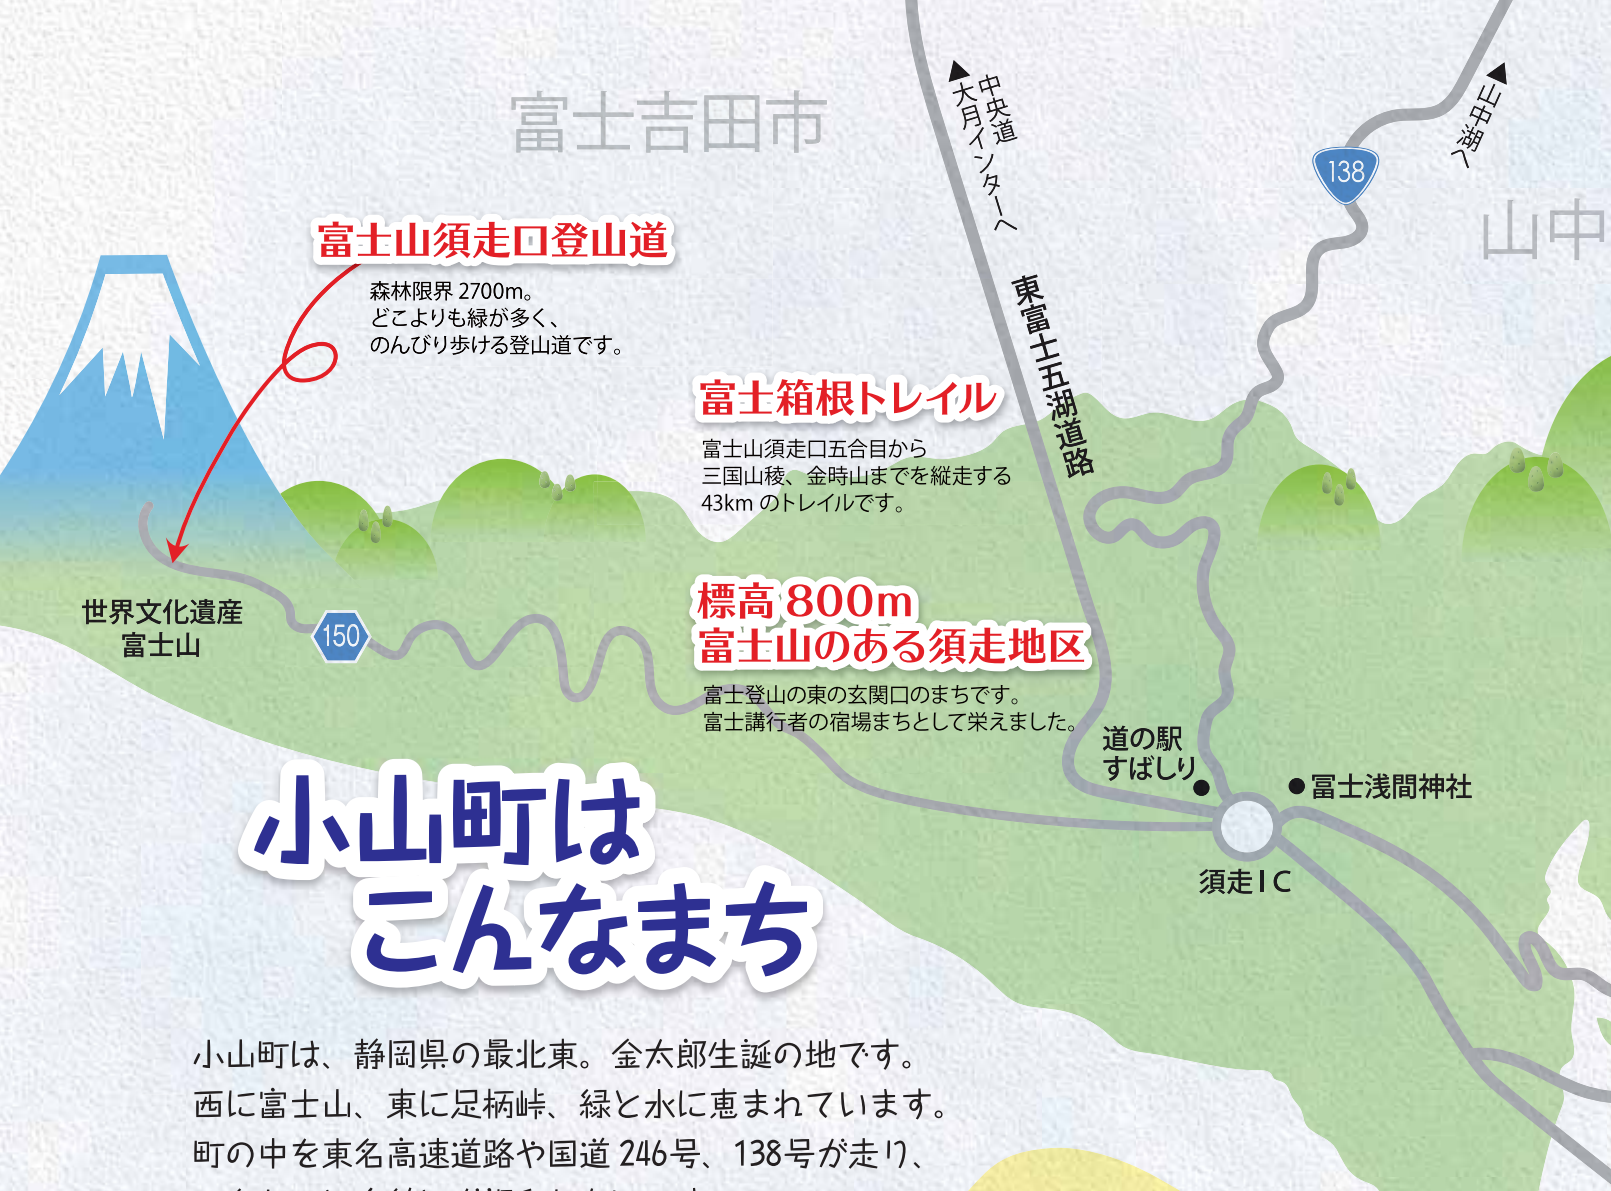 富士吉田市
中央道
大月インターへ
山中湖へ
138
山中
富士山須走口登山道
森林限界 2700m。
どこよりも緑が多く、
のんびり歩ける登山道です。
東富士五湖道路
富士箱根トレイル
富士山須走口五合目から
三国山稜、金時山までを縦走する
43km のトレイルです。
世界文化遺産
富士山
150
標高 800m
富士山のある須走地区
富士登山の東の玄関口のまちです。
富士講行者の宿場まちとして栄えました。
道の駅
すばしり
冨士浅間神社
須走IC
小山町は
こんなまち
小山町は、静岡県の最北東。金太郎生誕の地です。
西に富士山、東に足柄峠、緑と水に恵まれています。
町の中を東名高速道路や国道 246号、138号が走り、